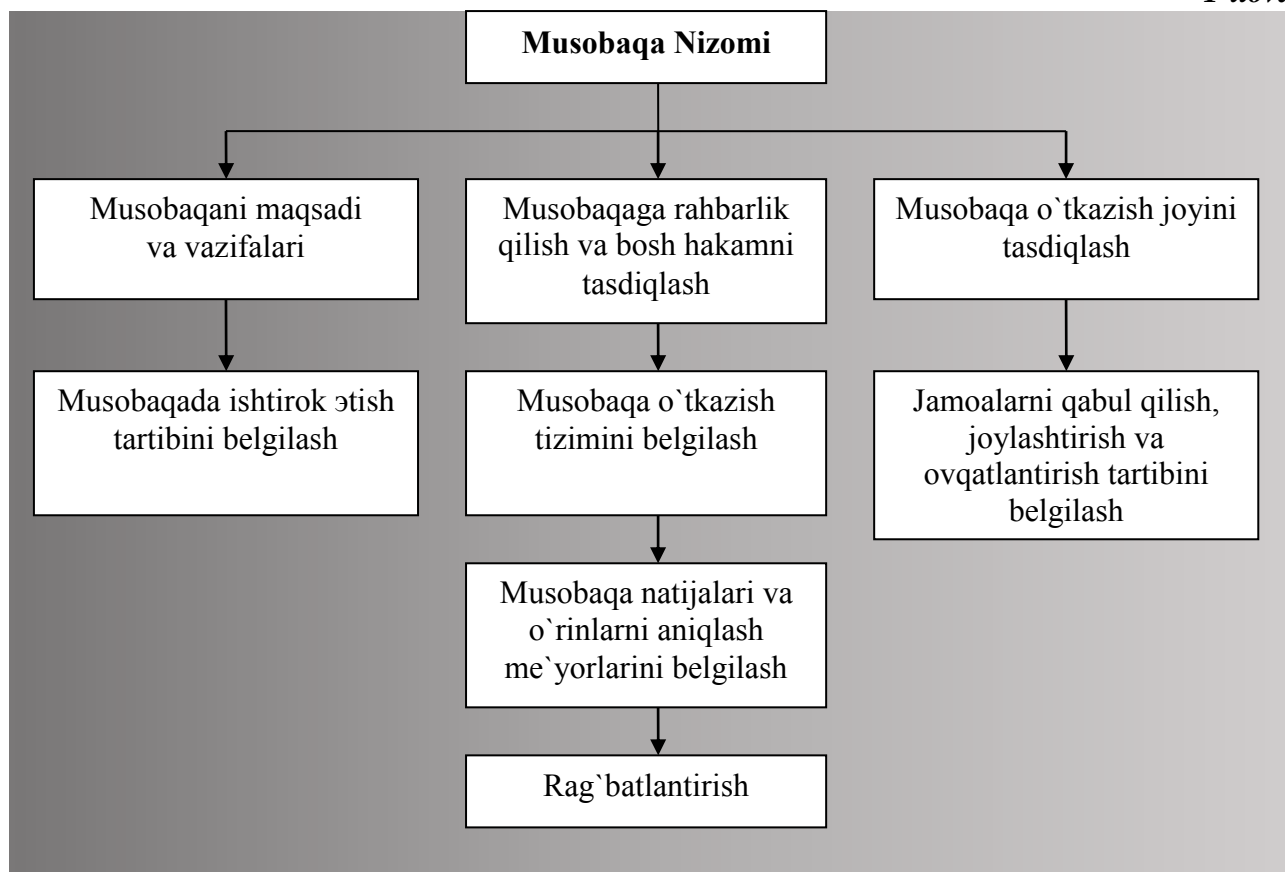 Musobaqa Nizomi
Musobaqani maqsadi
va vazifalari
Musobaqaga rahbarlik
qilish va bosh hakamni
tasdiqlash
Musobaqa o`tkazish joyini
tasdiqlash
Musobaqada ishtirok эtish
tartibini belgilash
Musobaqa o`tkazish
tizimini belgilash
Jamoalarni qabul qilish,
joylashtirish va
ovqatlantirish tartibini
belgilash
Musobaqa natijalari va
o`rinlarni aniqlash
me`yorlarini belgilash
Rag`batlantirish